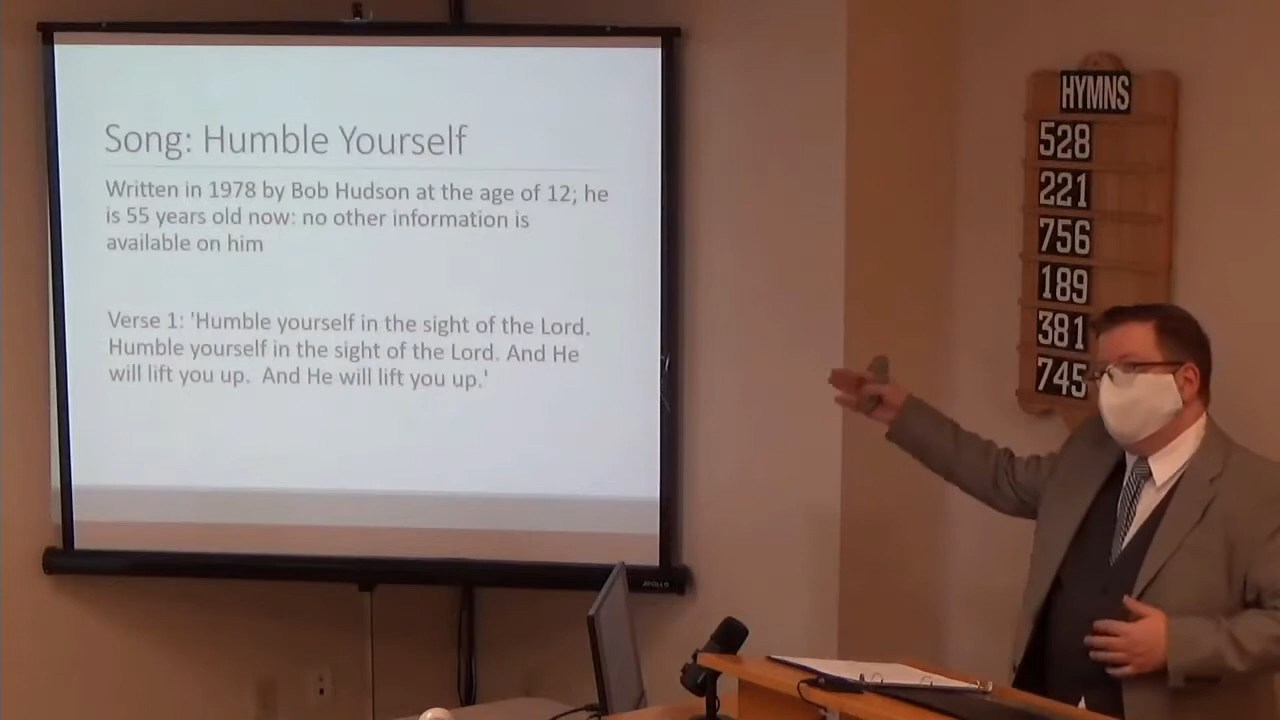 Song: Humble Yourself
Written in 1978 by Bob Hudson at the age of 12; he
is 55 years old now: no other information is
available on him
Verse 1: 'Humble yourself in the sight of the Lord.
Humble yourself in the sight of the Lord. And He
will lift you up.  And He will lift you up.'
APOLLO
HYMNS
528
221
756
189
381
745